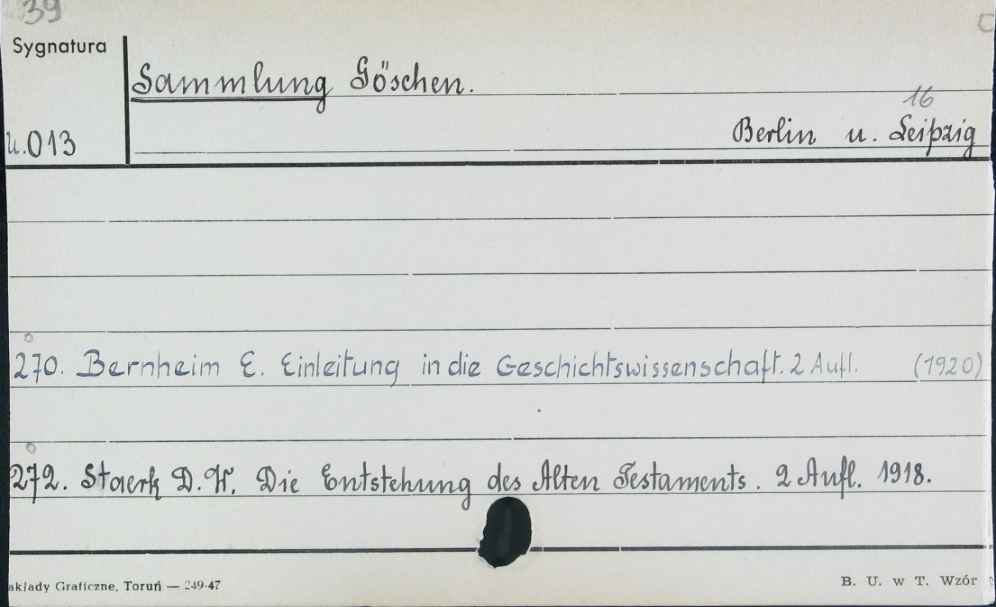 39
Sygnatura
Sammlung Göschen.
16
u.013
Berlin u. Leipzig
270. Bernheim E. Einleitung in die Geschichtswissenschaft. 2 Aufl. (1920)
272. Staerk D. W. Die Entstehung des Alten Testaments. 2 Aufl. 1918.
akłady Graficzne, Toruń — 249-47
B. U. w T. Wzór